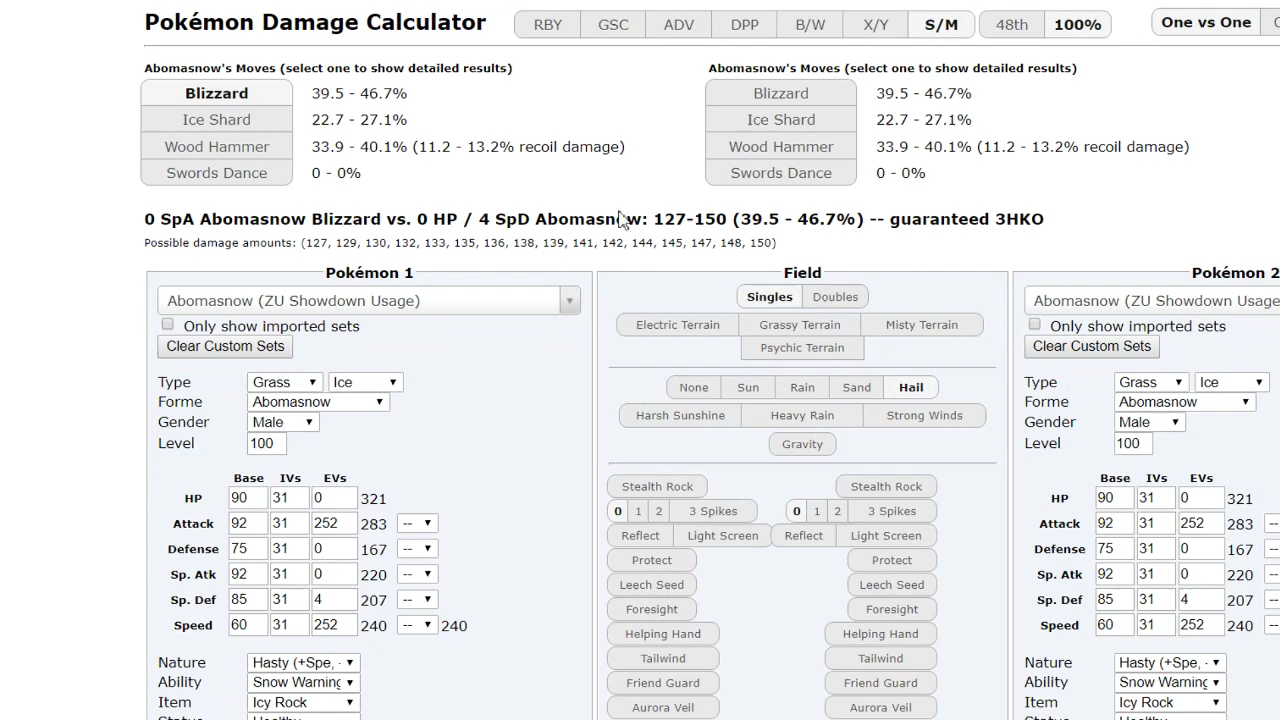 Pokémon Damage Calculator RBY GSC ADV DPP B/W X/Y S/M 48th 100% One vs One
Abomasnow's Moves (select one to show detailed results) Abomasnow's Moves (select one to show detailed results)
Blizzard 39.5 - 46.7% Blizzard 39.5 - 46.7%
Ice Shard 22.7 - 27.1% Ice Shard 22.7 - 27.1%
Wood Hammer 33.9 - 40.1% (11.2 - 13.2% recoil damage) Wood Hammer 33.9 - 40.1% (11.2 - 13.2% recoil damage)
Swords Dance 0 - 0% Swords Dance 0 - 0%
0 SpA Abomasnow Blizzard vs. 0 HP / 4 SpD Abomasnow: 127-150 (39.5 - 46.7%) -- guaranteed 3HKO
Possible damage amounts: (127, 129, 130, 132, 133, 135, 136, 138, 139, 141, 142, 144, 145, 147, 148, 150)
Pokémon 1 Field Pokémon 2
Abomasnow (ZU Showdown Usage) Singles Doubles Abomasnow (ZU Showdown Usage
Only show imported sets Electric Terrain Grassy Terrain Misty Terrain Only show imported sets
Clear Custom Sets Psychic Terrain Clear Custom Sets
Type Grass Ice None Sun Rain Sand Hail Type Grass Ice
Forme Abomasnow Harsh Sunshine Heavy Rain Strong Winds Forme Abomasnow
Gender Male Gender Male
Level 100 Gravity Level 100
Base IVs EVs Stealth Rock Stealth Rock Base IVs EVs
HP 90 31 0 321 0 1 2 3 Spikes 0 1 2 3 Spikes HP 90 31 0 321
Attack 92 31 252 283 -- Reflect Light Screen Reflect Light Screen Attack 92 31 252 283 --
Defense 75 31 0 167 -- Protect Protect Defense 75 31 0 167 --
Sp. Atk 92 31 0 220 -- Leech Seed Leech Seed Sp. Atk 92 31 0 220 --
Sp. Def 85 31 4 207 -- Foresight Foresight Sp. Def 85 31 4 207 --
Speed 60 31 252 240 -- 240 Helping Hand Helping Hand Speed 60 31 252 240 --
Nature Hasty (+Spe, - Tailwind Tailwind Nature Hasty (+Spe, -
Ability Snow Warning Friend Guard Friend Guard Ability Snow Warning
Item Icy Rock Aurora Veil Aurora Veil Item Icy Rock